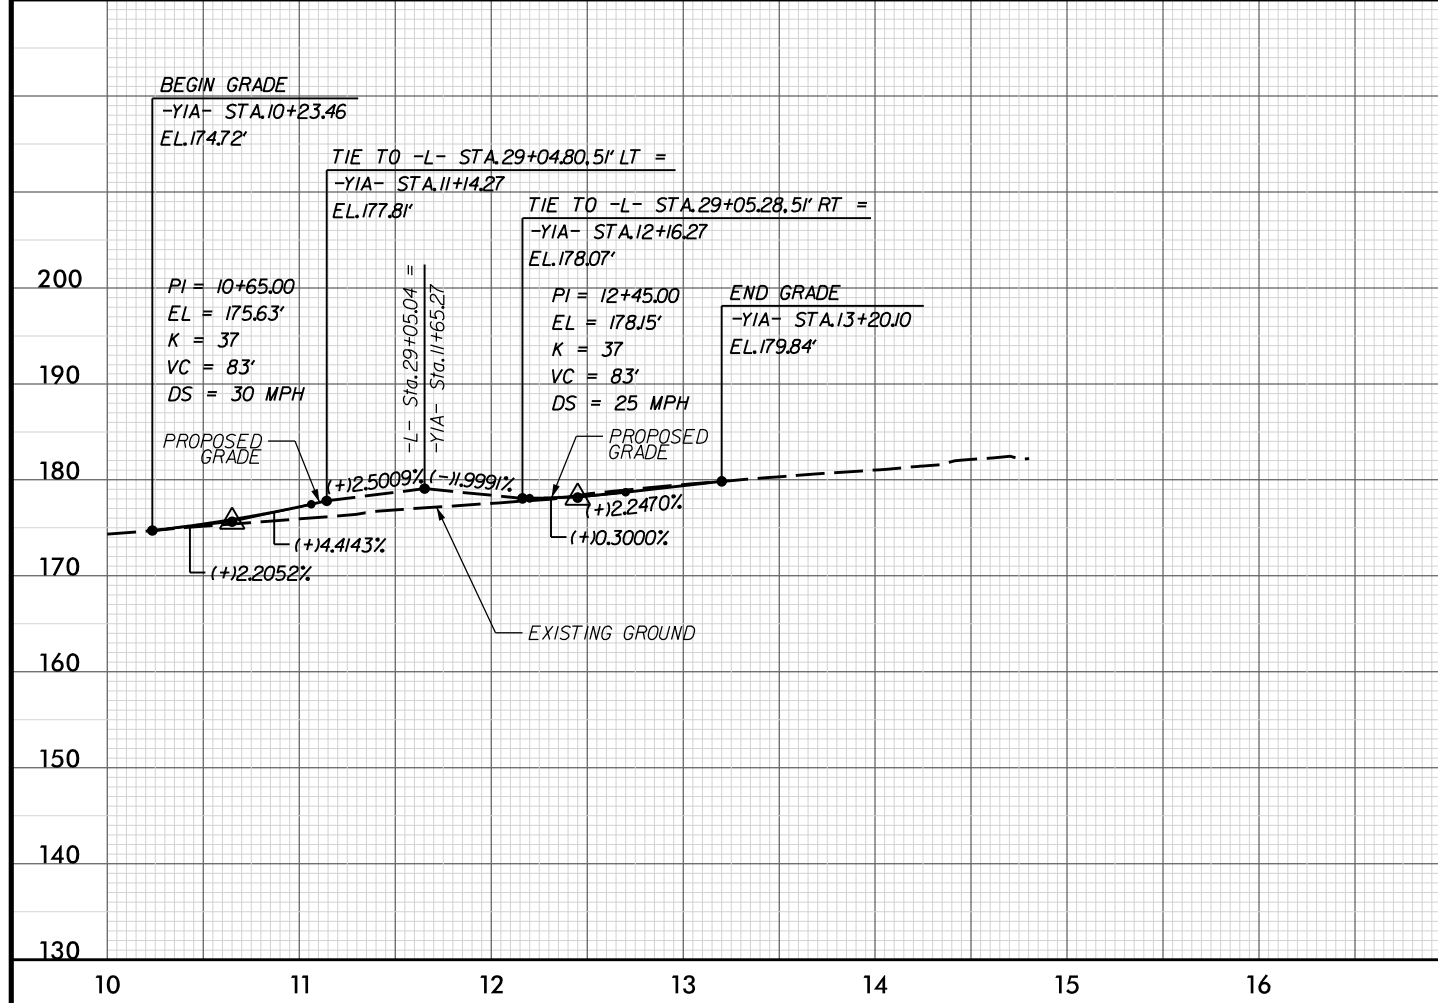 BEGIN GRADE
-Y1A- STA.10+23.46
EL.174.72'
TIE TO -L- STA.29+04.80,51' LT =
-Y1A- STA.11+14.27
EL.177.81'
TIE TO -L- STA.29+05.28,51' RT =
-Y1A- STA.12+16.27
EL.178.07'
END GRADE
-Y1A- STA.13+20.10
EL.179.84'
PI = 10+65.00
EL = 175.63'
K = 37
VC = 83'
DS = 30 MPH
-L- Sta.29+05.04 =
-Y1A- Sta.11+65.27
PI = 12+45.00
EL = 178.15'
K = 37
VC = 83'
DS = 25 MPH
PROPOSED
GRADE
PROPOSED
GRADE
(+)2.5009%
(-)1.9991%
(+)2.2470%
(+)0.3000%
(+)4.4143%
(+)2.2052%
EXISTING GROUND
200
190
180
170
160
150
140
130
10 11 12 13 14 15 16